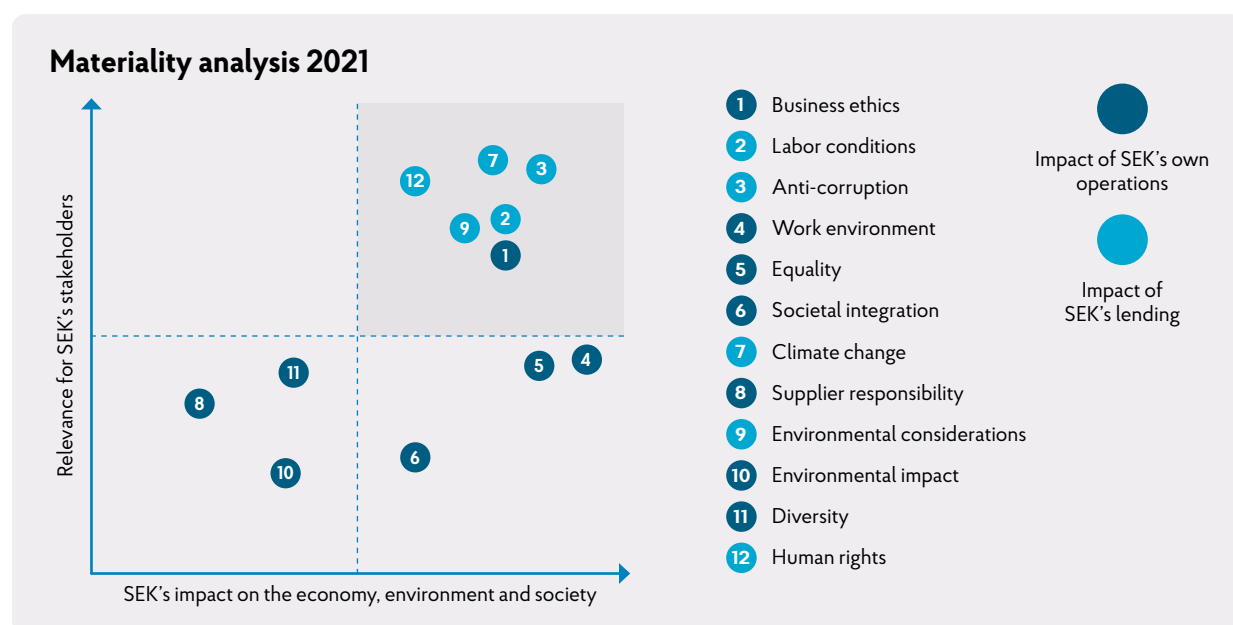 Materiality analysis 2021
Relevance for SEK's stakeholders
7
3
12
2
9
1
4
5
11
8
6
10
SEK's impact on the economy, environment and society
1 Business ethics
2 Labor conditions
3 Anti-corruption
4 Work environment
5 Equality
6 Societal integration
7 Climate change
8 Supplier responsibility
9 Environmental considerations
10 Environmental impact
11 Diversity
12 Human rights
Impact of SEK's own
operations
Impact of
SEK's lending